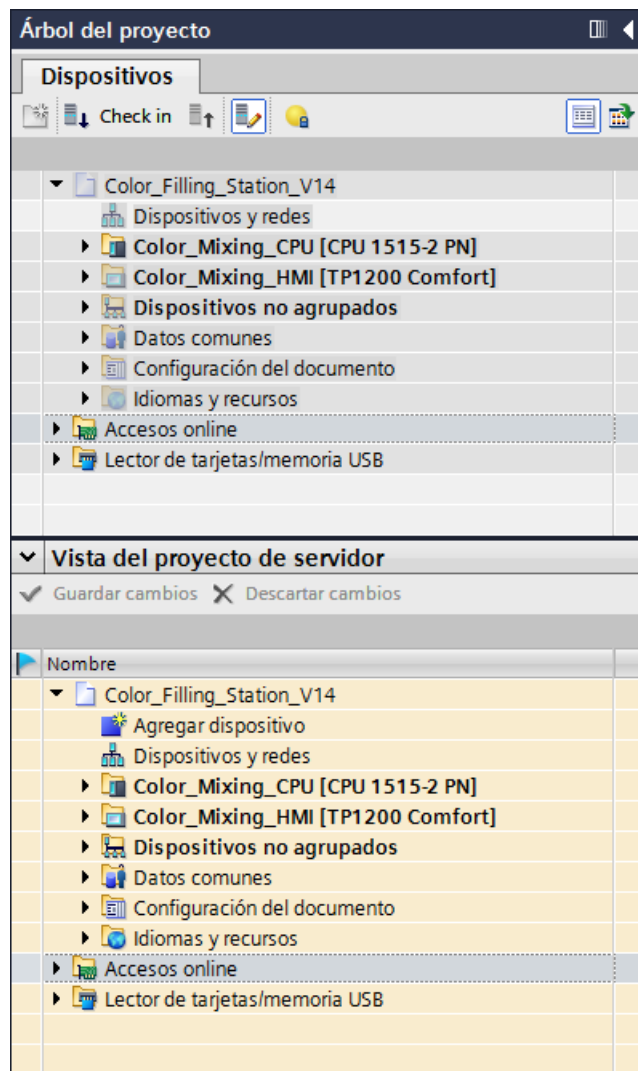 Árbol del proyecto
Dispositivos
Check in
Color_Filling_Station_V14
Dispositivos y redes
Color_Mixing_CPU [CPU 1515-2 PN]
Color_Mixing_HMI [TP1200 Comfort]
Dispositivos no agrupados
Datos comunes
Configuración del documento
Idiomas y recursos
Accesos online
Lector de tarjetas/memoria USB
Vista del proyecto de servidor
Guardar cambios Descartar cambios
Nombre
Color_Filling_Station_V14
Agregar dispositivo
Dispositivos y redes
Color_Mixing_CPU [CPU 1515-2 PN]
Color_Mixing_HMI [TP1200 Comfort]
Dispositivos no agrupados
Datos comunes
Configuración del documento
Idiomas y recursos
Accesos online
Lector de tarjetas/memoria USB